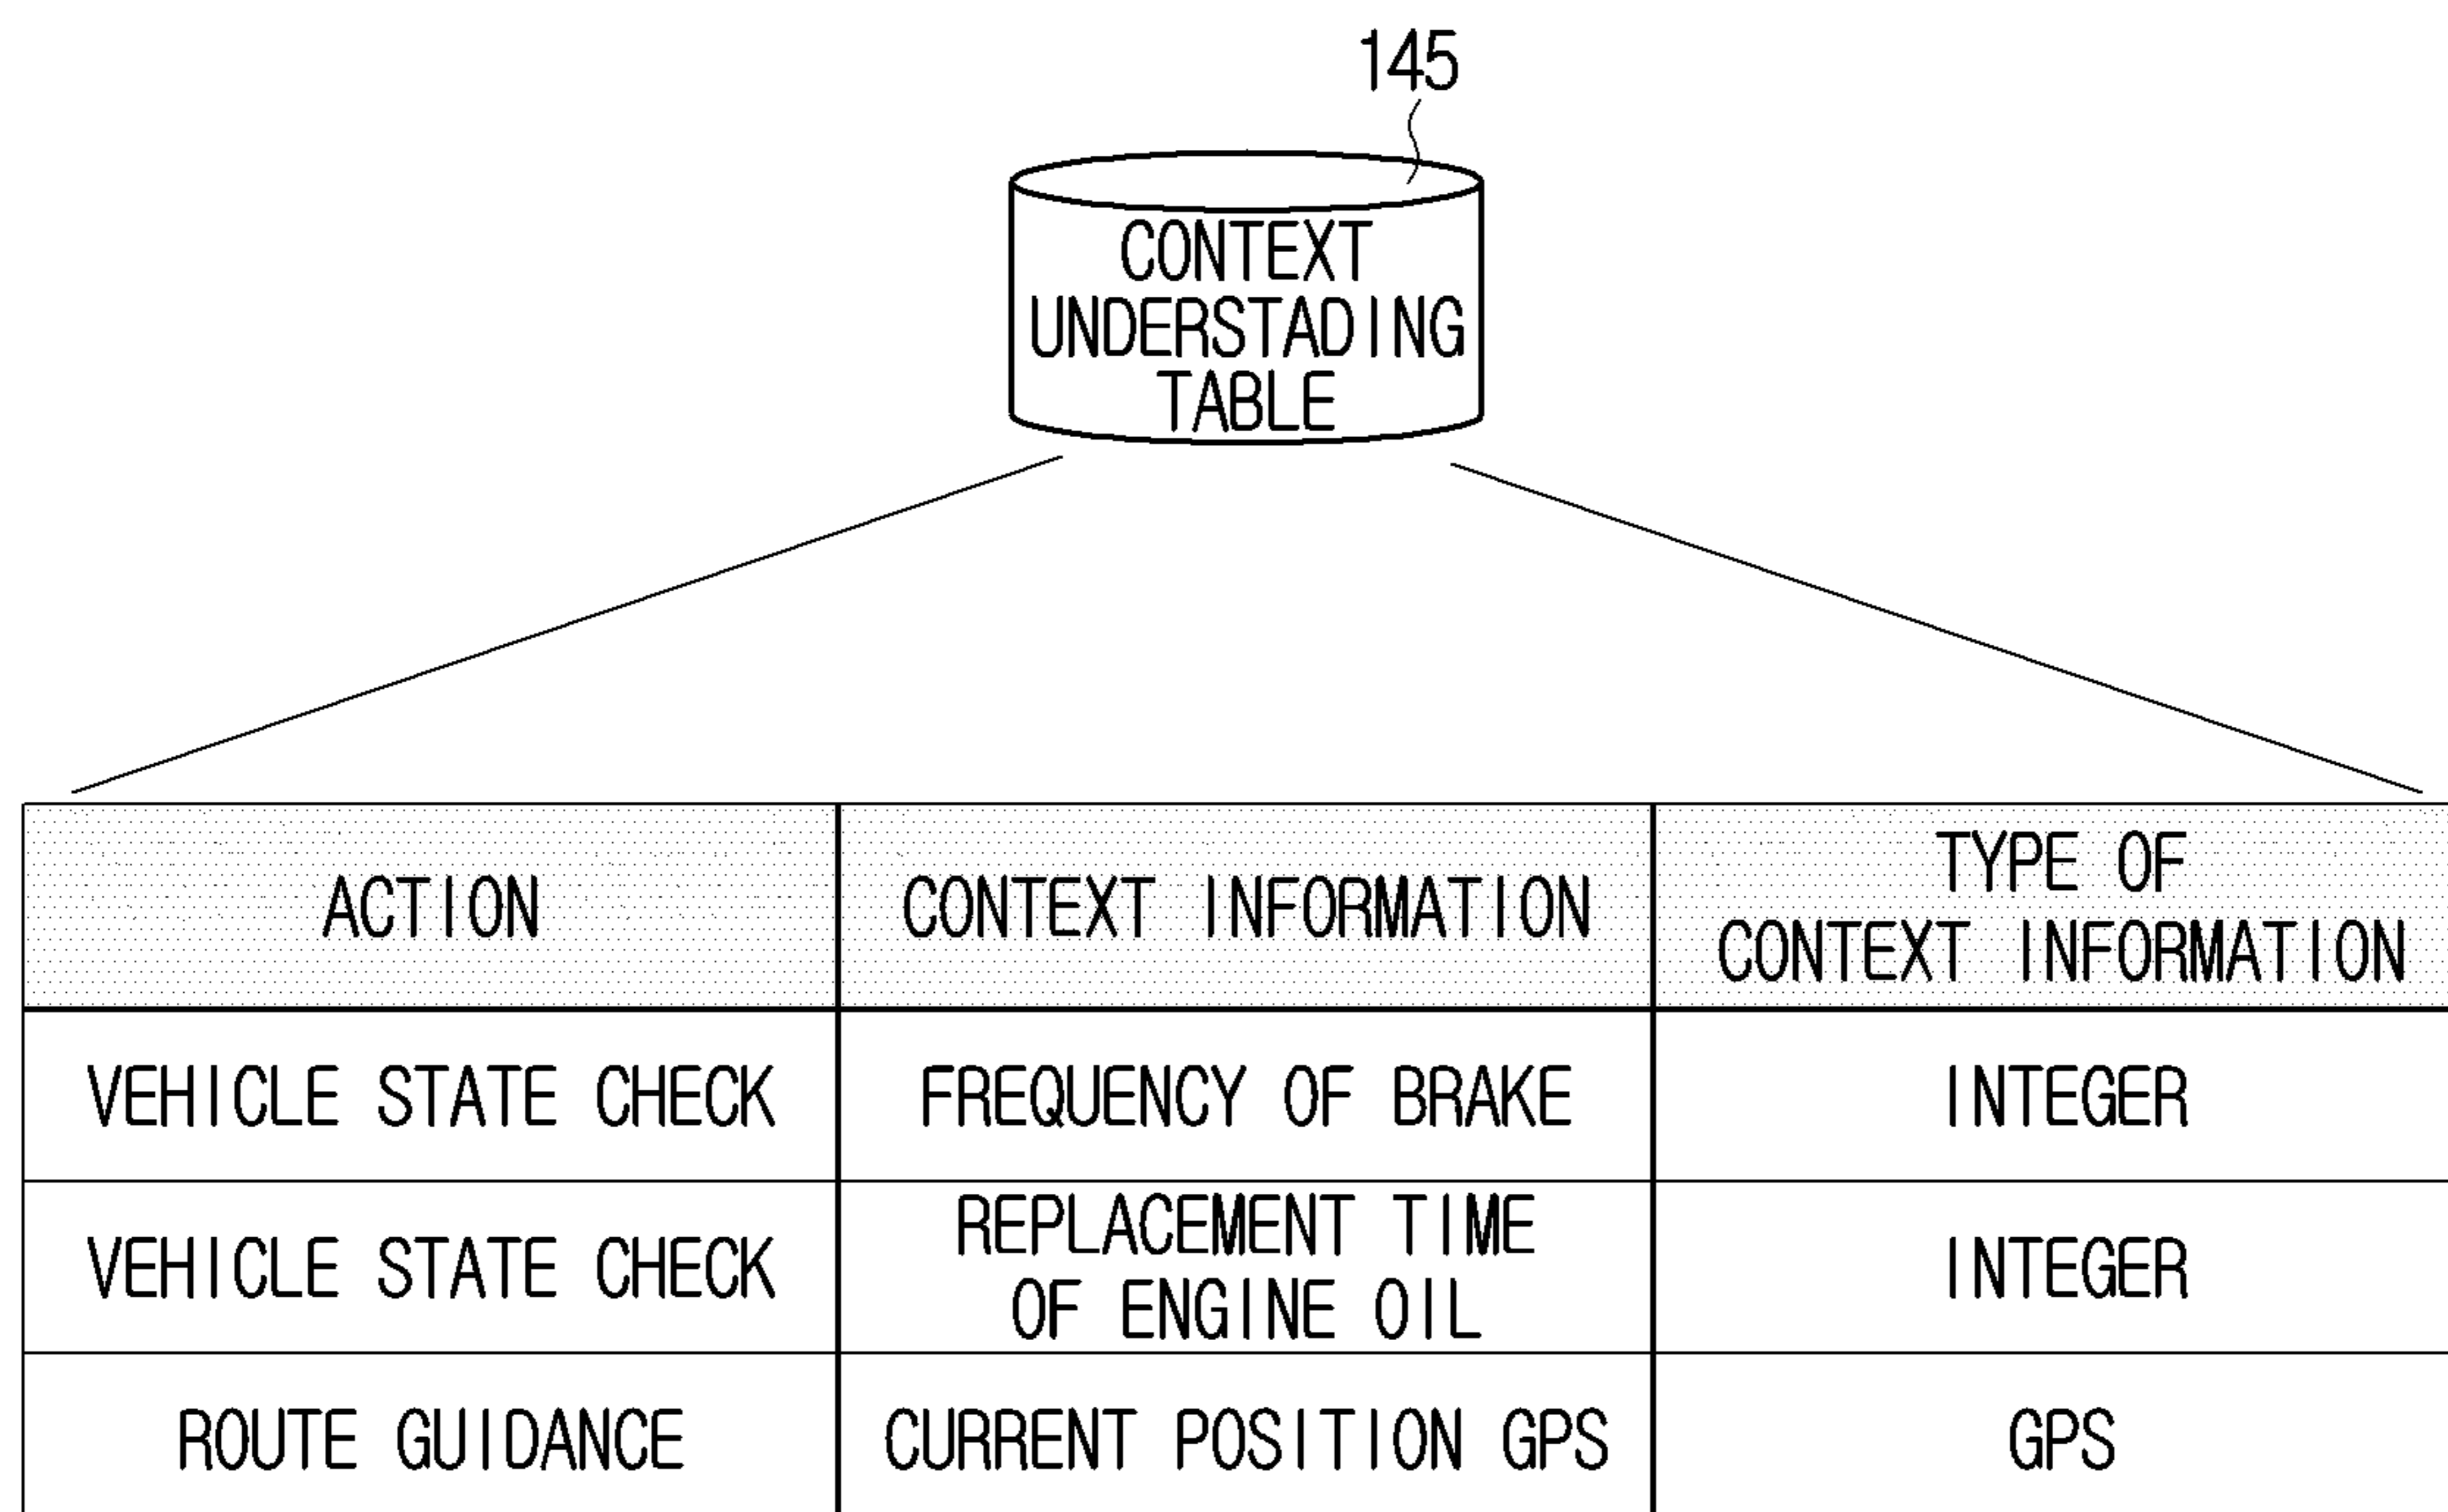 145
CONTEXT
UNDERSTADING
TABLE
ACTION
CONTEXT INFORMATION
TYPE OF
CONTEXT INFORMATION
VEHICLE STATE CHECK
FREQUENCY OF BRAKE
INTEGER
VEHICLE STATE CHECK
REPLACEMENT TIME
OF ENGINE OIL
INTEGER
ROUTE GUIDANCE
CURRENT POSITION GPS
GPS